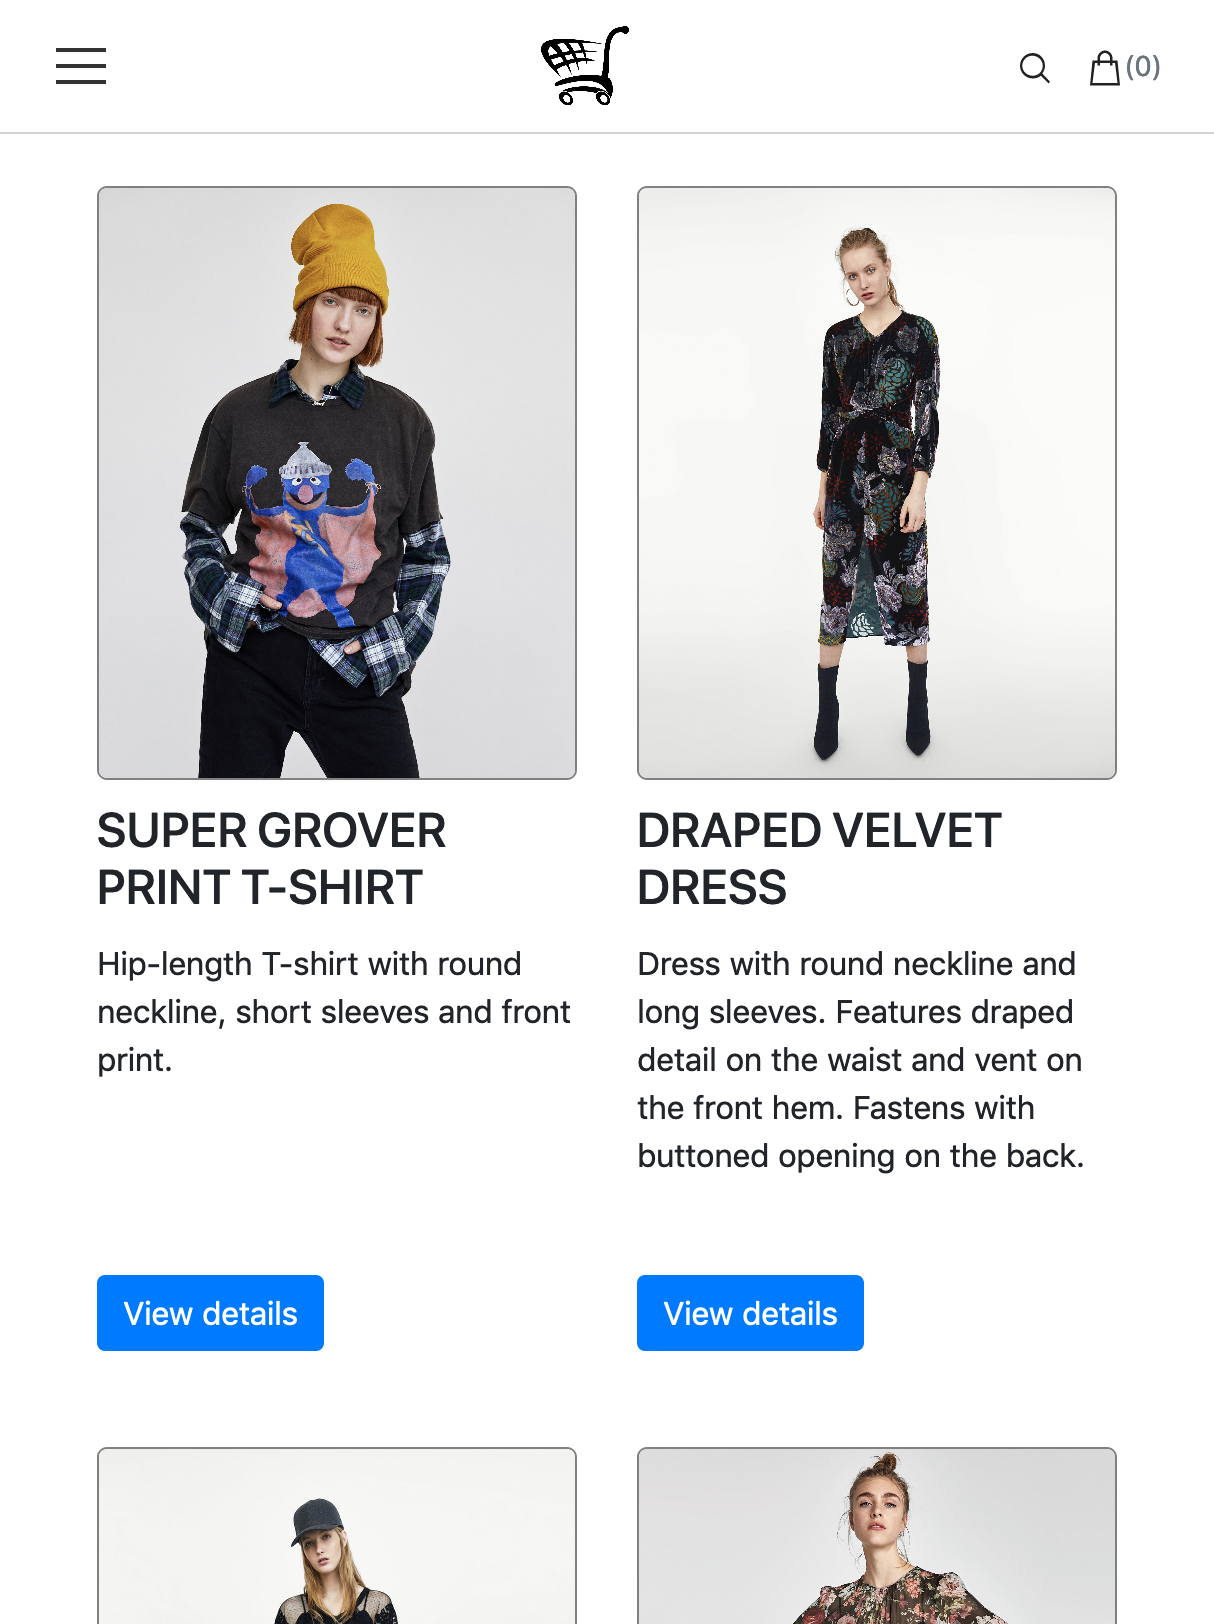 (0)
SUPER GROVER
PRINT T-SHIRT
Hip-length T-shirt with round
neckline, short sleeves and front
print.
View details
DRAPED VELVET
DRESS
Dress with round neckline and
long sleeves. Features draped
detail on the waist and vent on
the front hem. Fastens with
buttoned opening on the back.
View details